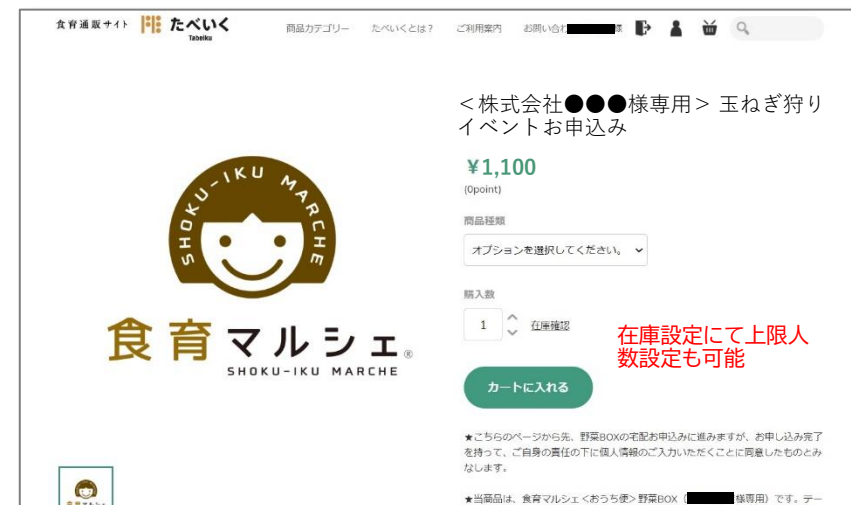 食育通販サイト たべいく
Tabeiku
商品カテゴリー たべいくとは? ご利用案内 お問い合わ 様
<株式会社●●●様専用> 玉ねぎ狩り
イベントお申込み
¥1,100
(0point)
商品種類
オプションを選択してください。
購入数
1 在庫確認
在庫設定にて上限人
数設定も可能
カートに入れる
SHOKU-IKU MARCHE
食育マルシェ®
SHOKU-IKU MARCHE
★こちらのページから先、野菜BOXの宅配お申込みに進みますが、お申し込み完了
を持って、ご自身の責任の下に個人情報のご入力いただくことに同意したものとみ
なします。
★当商品は、食育マルシェ<おうち便>野菜BOX( 様専用)です。テー